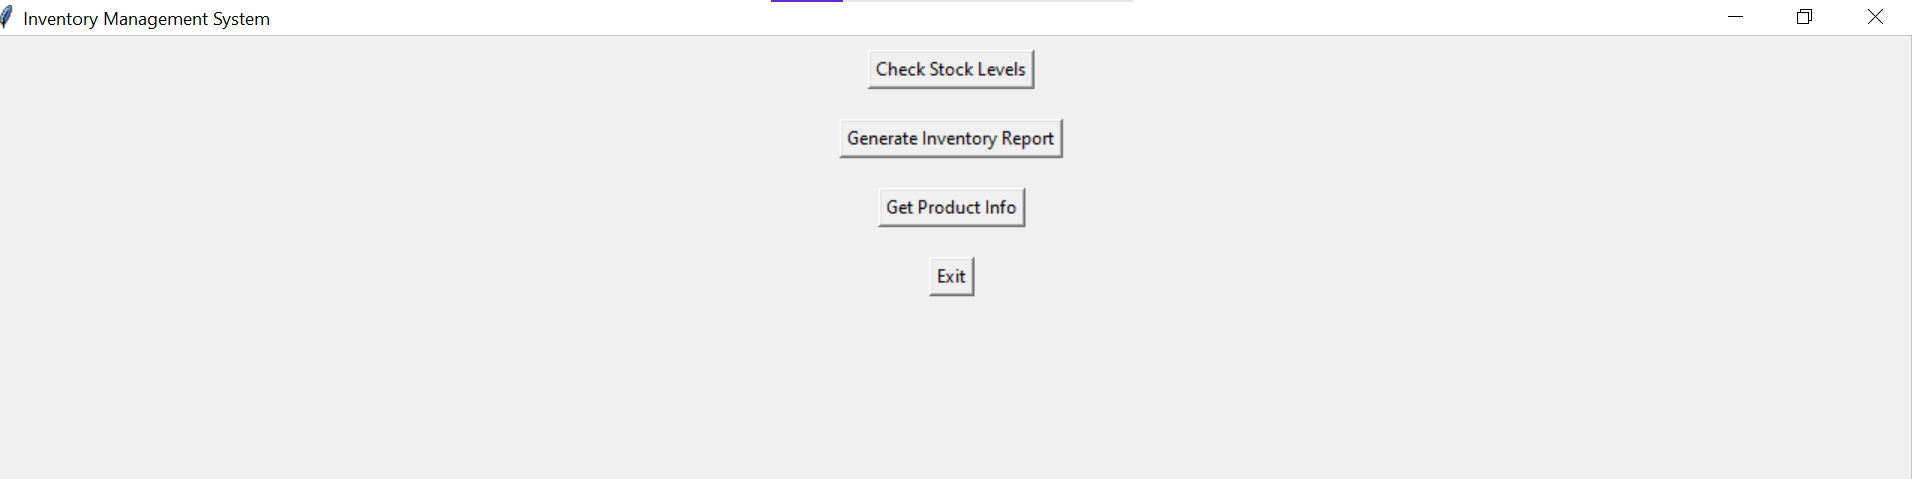 Inventory Management System
Check Stock Levels
Generate Inventory Report
Get Product Info
Exit